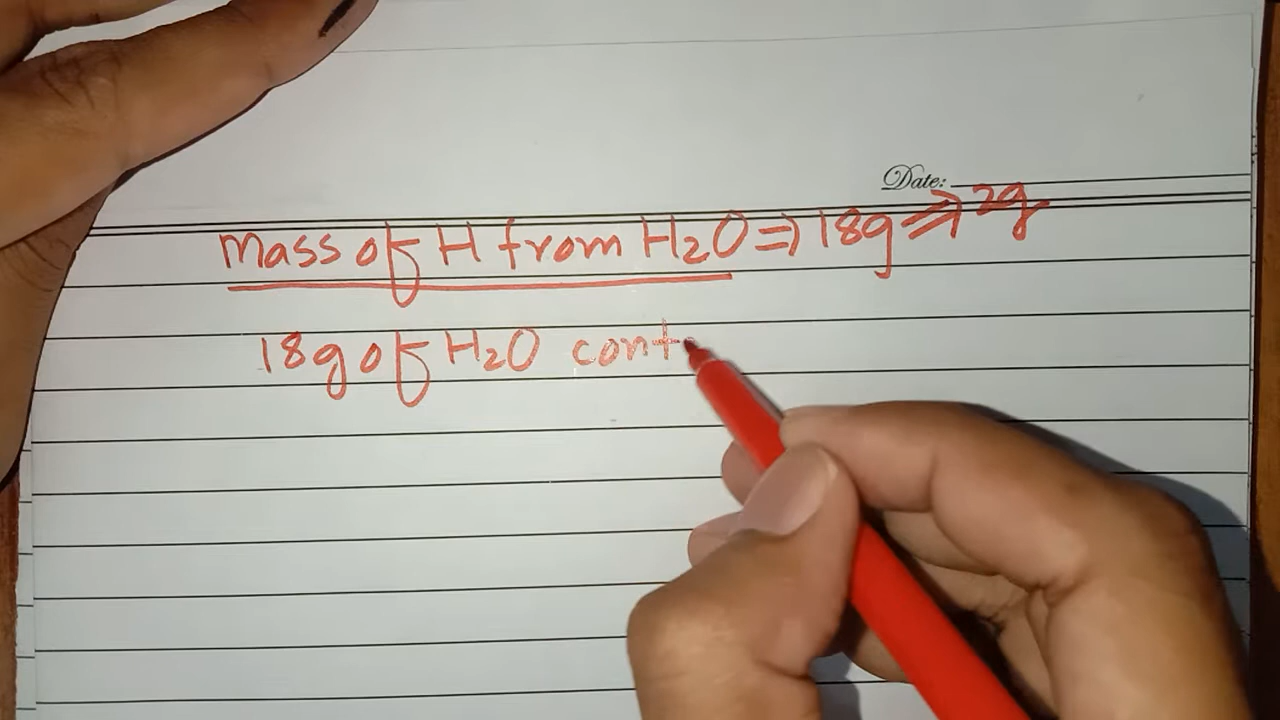 Date:
Mass of H from H2O ⇒ 18g ⇒ 2g
18g of H2O cont